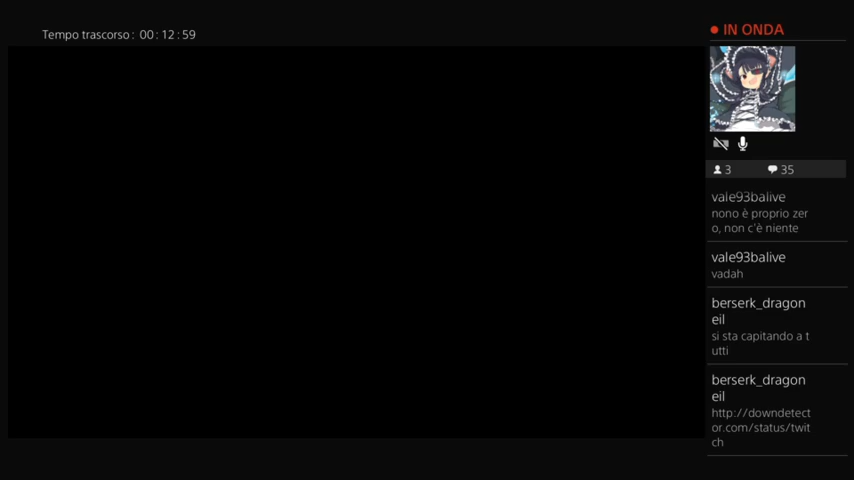 Tempo trascorso: 00:12:59
IN ONDA
3 35
vale93balive
nono è proprio zer
o, non c'è niente
vale93balive
vadah
berserk_dragon
eil
si sta capitando a t
utti
berserk_dragon
eil
http://downdetect
or.com/status/twit
ch